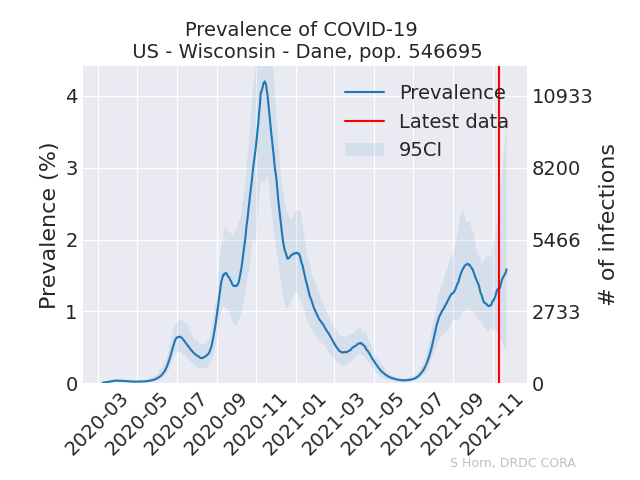 Prevalence of COVID-19
US - Wisconsin - Dane, pop. 546695
Prevalence (%)
4
3
2
1
0
Prevalence
Latest data
95CI
10933
8200
5466
2733
0
# of infections
2020-03
2020-05
2020-07
2020-09
2020-11
2021-01
2021-03
2021-05
2021-07
2021-09
2021-11
S Horn, DRDC CORA